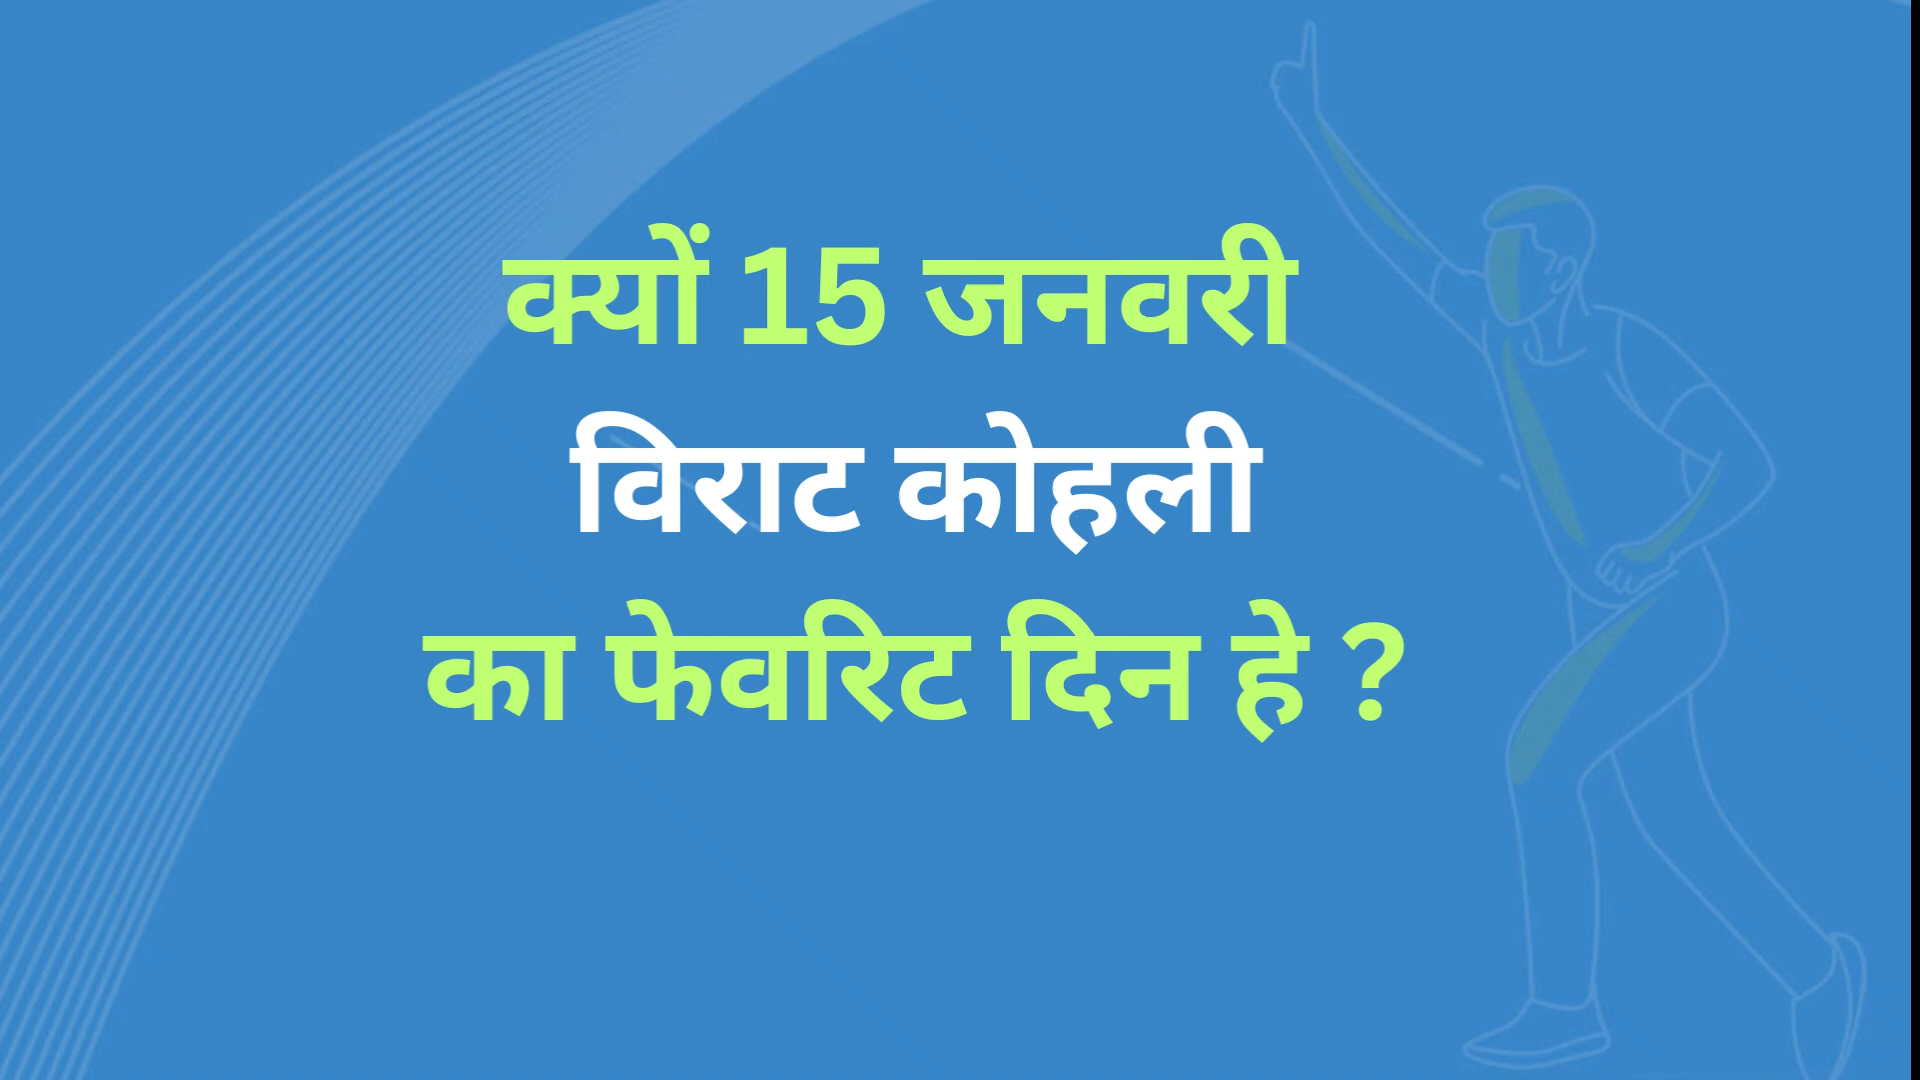 क्यों 15 जनवरी
विराट कोहली
का फेवरिट दिन हे ?